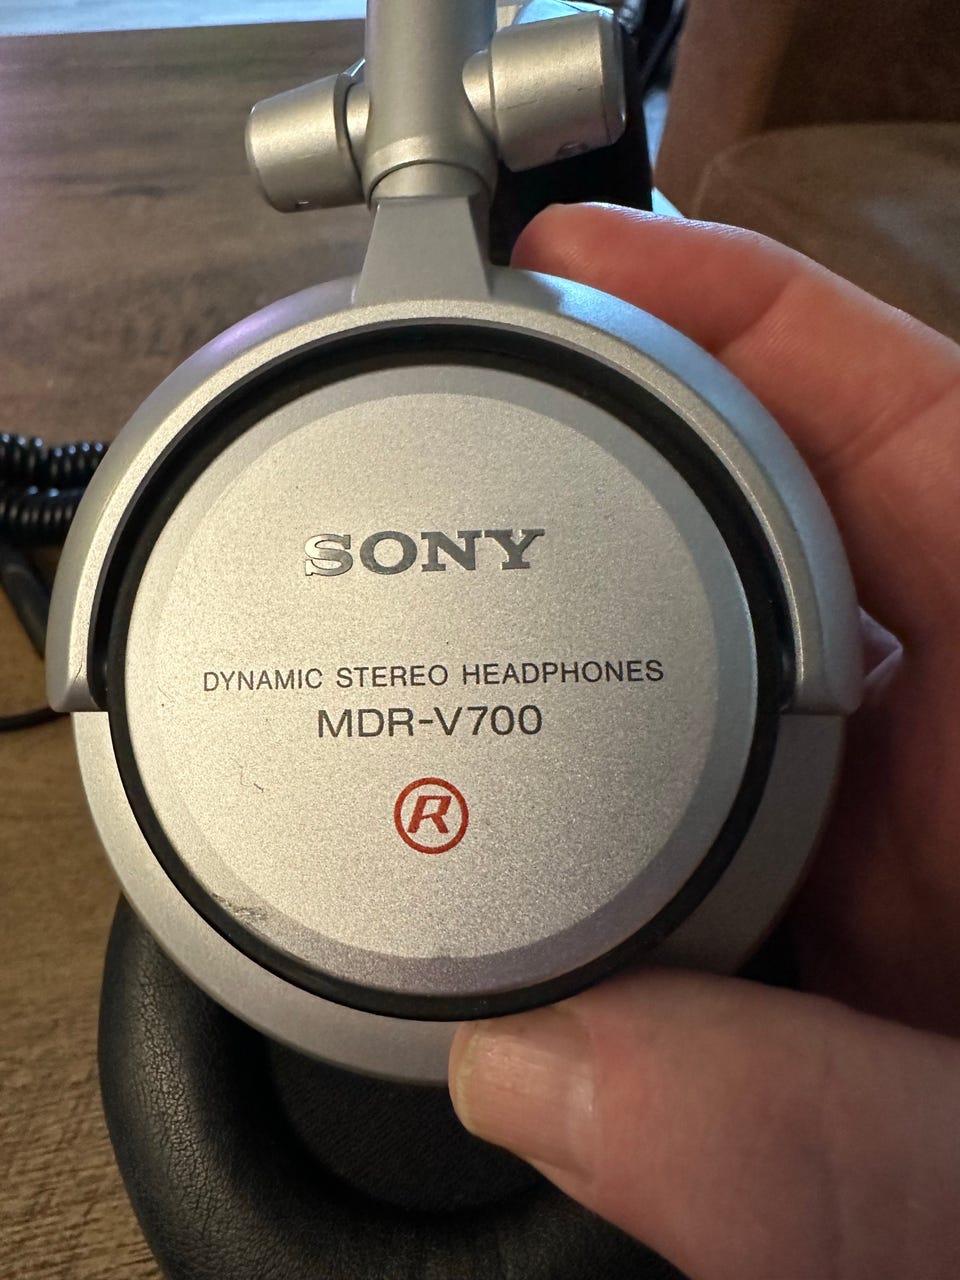 SONY
DYNAMIC STEREO HEADPHONES
MDR-V700
R